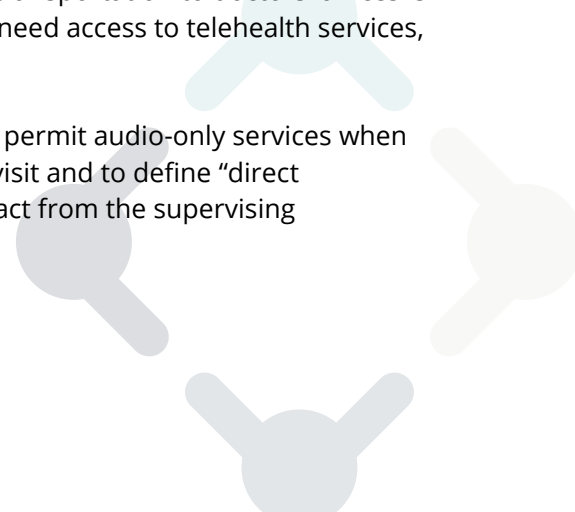 need access to telehealth services,
permit audio-only services when
visit and to define “direct
act from the supervising